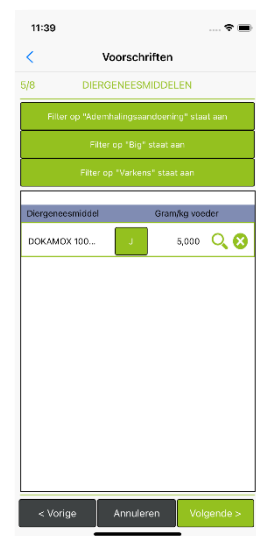 11:39
Voorschriften
5/8 DIERGENEESMIDDELEN
Filter op "Ademhalingsaandoening" staat aan
Filter op "Big" staat aan
Filter op "Varkens" staat aan
Diergeneesmiddel Gram/kg voeder
DOKAMOX 100... J 5,000
< Vorige Annuleren Volgende >